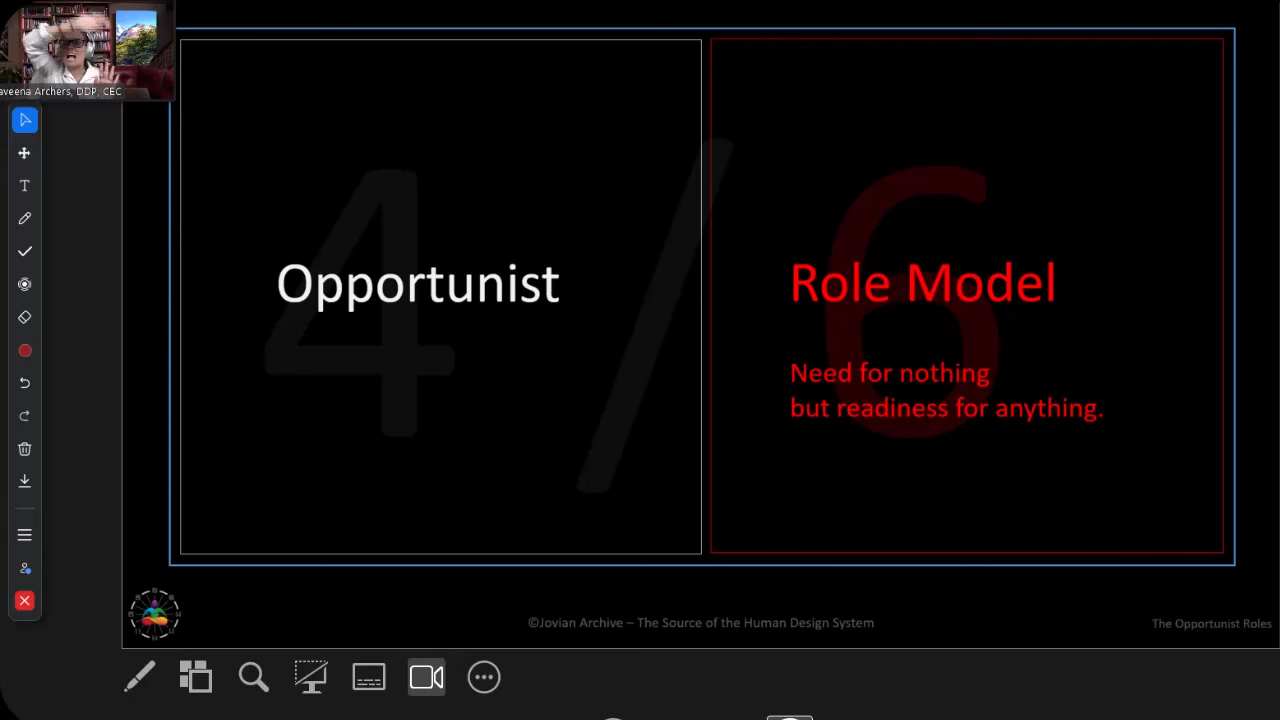 aveena Archers, DDP, CEC
4 / 6
Opportunist
Role Model
Need for nothing
but readiness for anything.
©Jovian Archive – The Source of the Human Design System
The Opportunist Roles
T